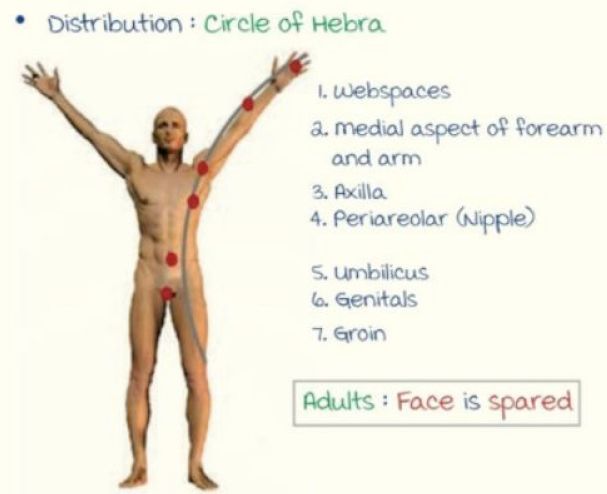 • Distribution : Circle of Hebra
1. Webspaces
2. medial aspect of forearm
and arm
3. Axilla
4. Periareolar (Nipple)
5. Umbilicus
6. Genitals
7. Groin
Adults : Face is spared